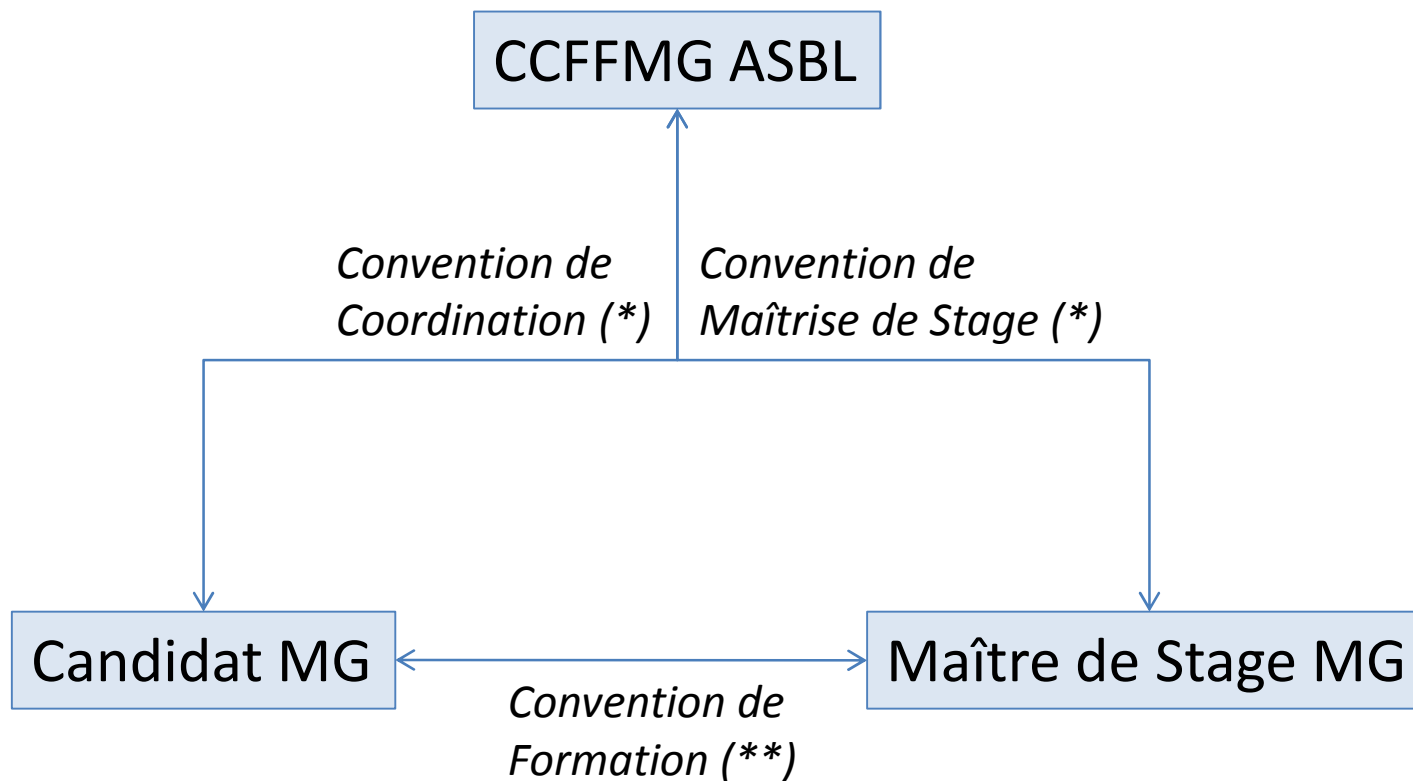 CCFFMG ASBL
Convention de
Coordination (*)
Convention de
Maîtrise de Stage (*)
Candidat MG
Maître de Stage MG
Convention de
Formation (**)